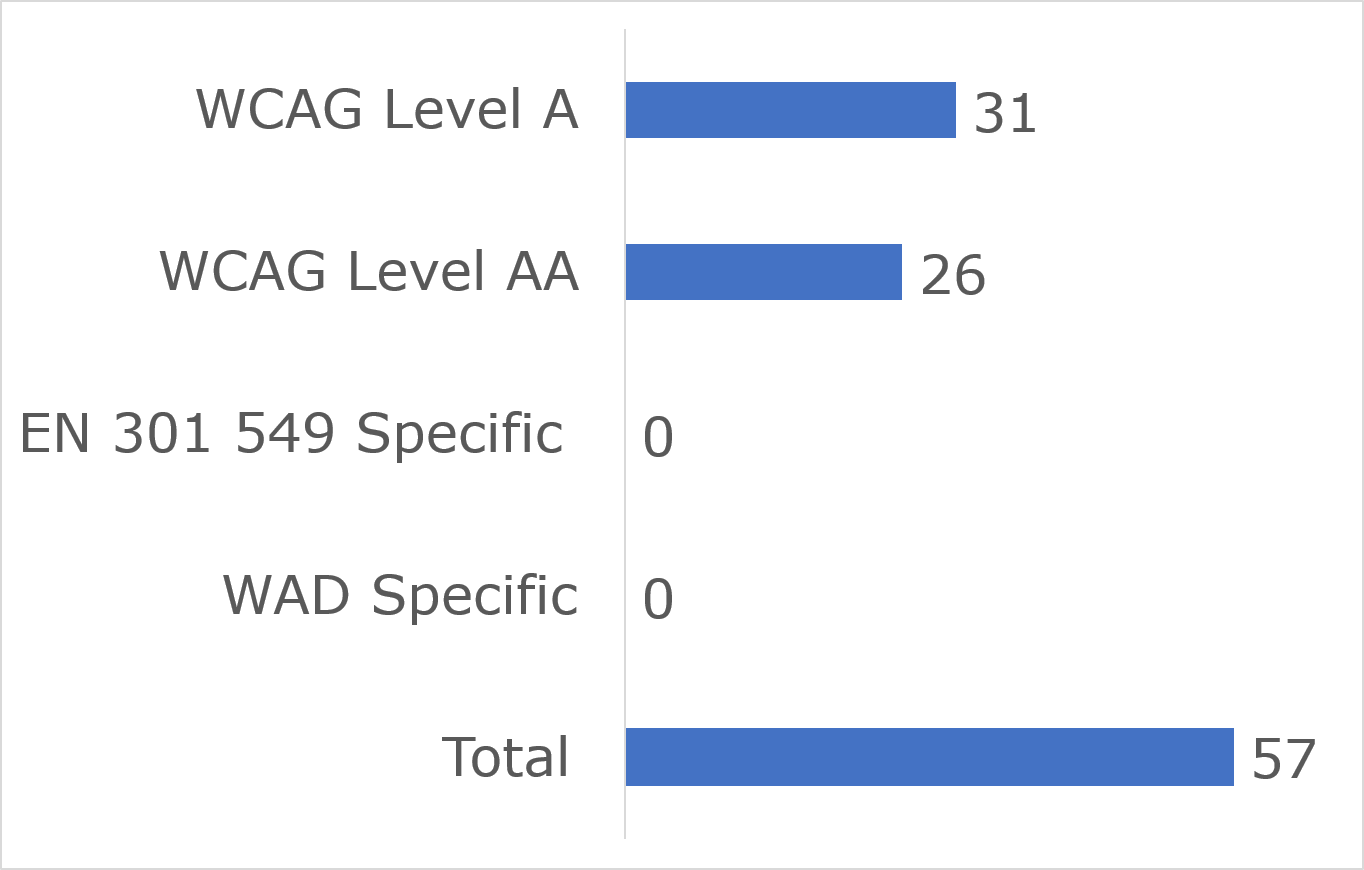 WCAG Level A 31
WCAG Level AA 26
EN 301 549 Specific 0
WAD Specific 0
Total 57